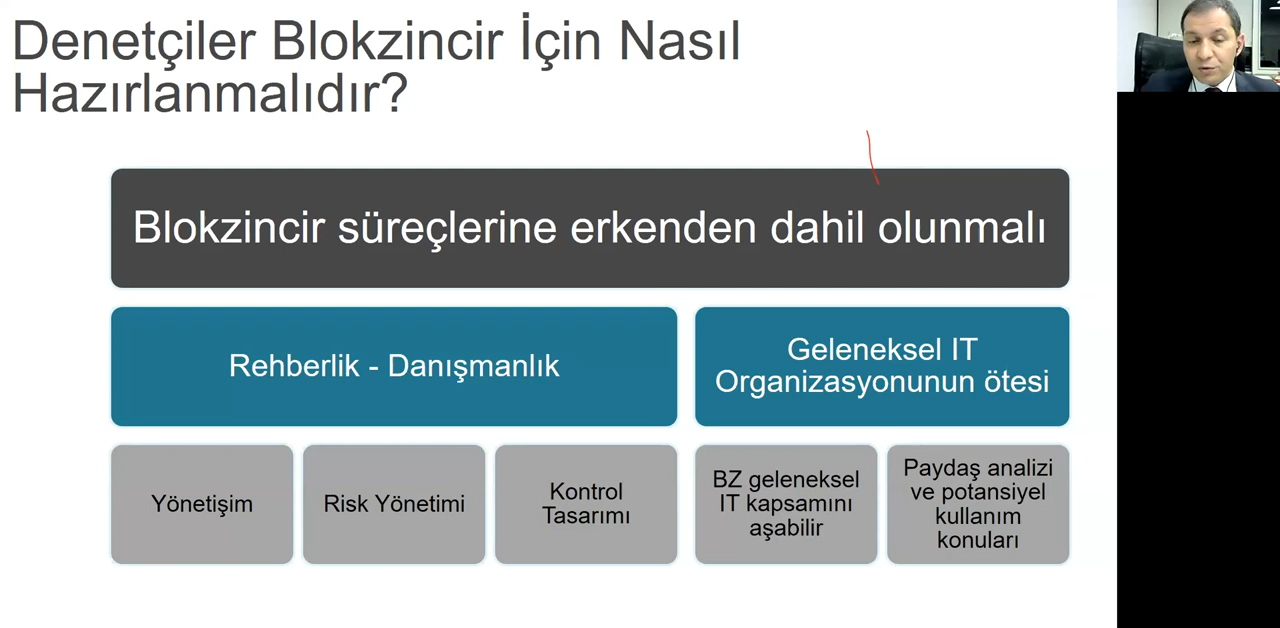 Denetçiler Blokzincir İçin Nasıl
Hazırlanmalıdır?
Blokzincir süreçlerine erkenden dahil olunmalı
Rehberlik - Danışmanlık
Geleneksel IT
Organizasyonunun ötesi
Yönetişim
Risk Yönetimi
Kontrol
Tasarımı
BZ geleneksel
IT kapsamını
aşabilir
Paydaş analizi
ve potansiyel
kullanım
konuları